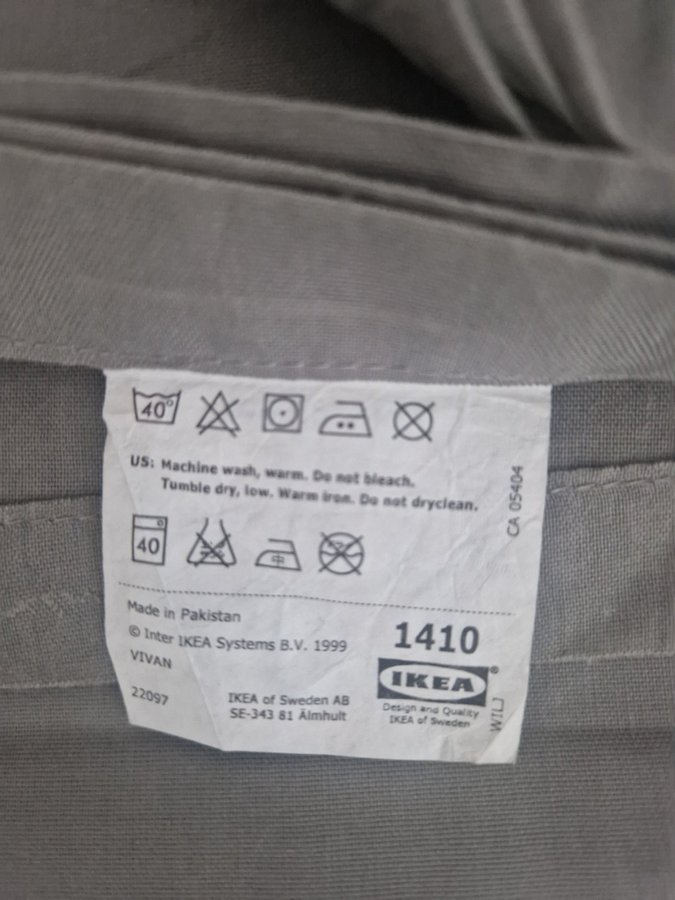 40°
US: Machine wash, warm. Do not bleach.
Tumble dry, low. Warm iron. Do not dryclean.
CA 05404
40
中
Made in Pakistan
© Inter IKEA Systems B.V. 1999
VIVAN
22097
IKEA of Sweden AB
SE-343 81 Älmhult
1410
IKEA®
Design and Quality
IKEA of Sweden
WILJ